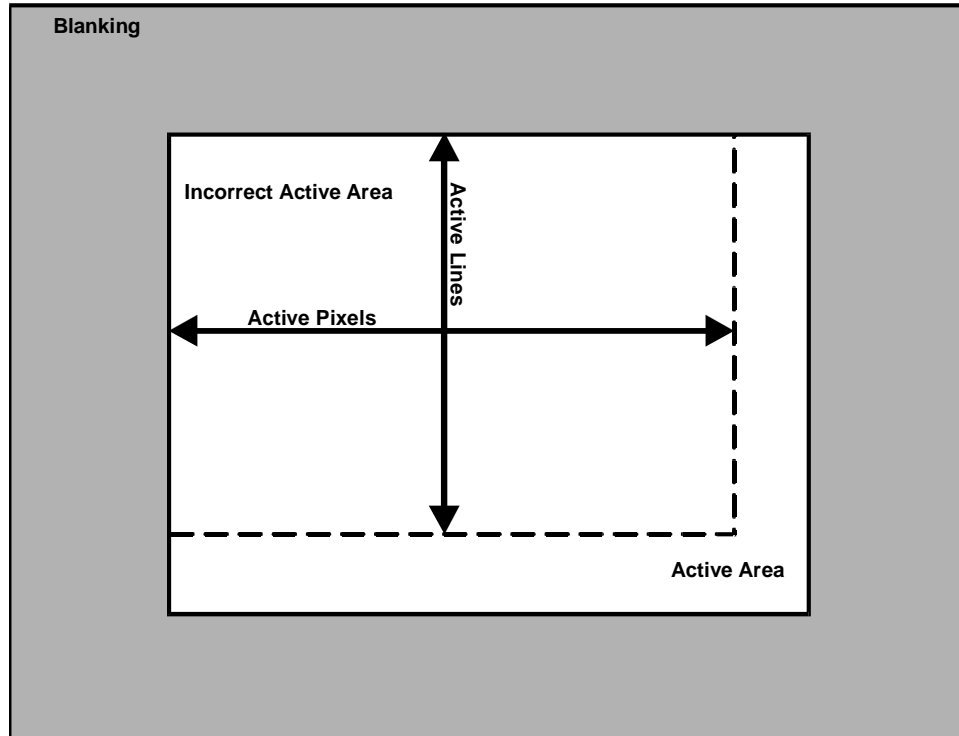 Blanking
Incorrect Active Area
Active Lines
Active Pixels
Active Area